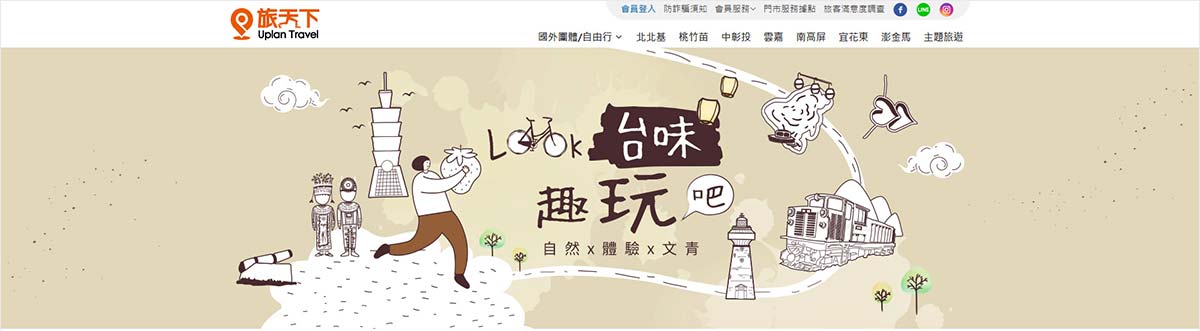 旅天下
Uplan Travel
會員登入 防詐騙須知 會員服務 門市服務據點 旅客滿意度調查
LINE
國外團體/自由行 北北基 桃竹苗 中彰投 雲嘉 南高屏 宜花東 澎金馬 主題旅遊
Look 台味
趣玩吧
自然x體驗x文青